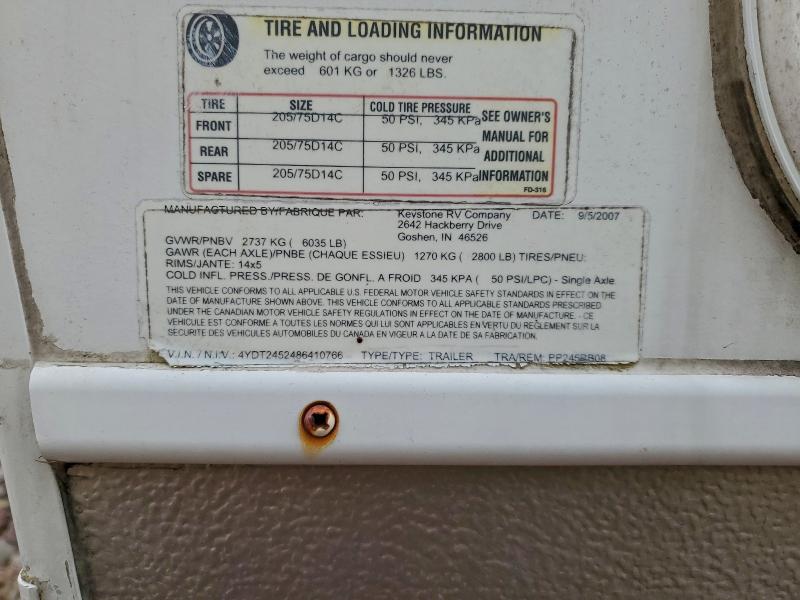 TIRE AND LOADING INFORMATION
The weight of cargo should never
exceed 601 KG or 1326 LBS.
TIRE SIZE COLD TIRE PRESSURE
FRONT 205/75D14C 50 PSI, 345 KPa
REAR 205/75D14C 50 PSI, 345 KPa
SPARE 205/75D14C 50 PSI, 345 KPa
SEE OWNER'S
MANUAL FOR
ADDITIONAL
INFORMATION
FD-316
MANUFACTURED BY/FABRIQUE PAR: Keystone RV Company DATE: 9/5/2007
2642 Hackberry Drive
Goshen, IN 46526
GVWR/PNBV 2737 KG ( 6035 LB)
GAWR (EACH AXLE)/PNBE (CHAQUE ESSIEU) 1270 KG ( 2800 LB) TIRES/PNEU:
RIMS/JANTE: 14x5
COLD INFL. PRESS./PRESS. DE GONFL. A FROID 345 KPA ( 50 PSI/LPC) - Single Axle
THIS VEHICLE CONFORMS TO ALL APPLICABLE U.S. FEDERAL MOTOR VEHICLE SAFETY STANDARDS IN EFFECT ON THE
DATE OF MANUFACTURE SHOWN ABOVE. THIS VEHICLE CONFORMS TO ALL APPLICABLE STANDARDS PRESCRIBED
UNDER THE CANADIAN MOTOR VEHICLE SAFETY REGULATIONS IN EFFECT ON THE DATE OF MANUFACTURE. - CE
VEHICULE EST CONFORME A TOUTES LES NORMES QUI LUI SONT APPLICABLES EN VERTU DU REGLEMENT SUR LA
SECURITE DES VEHICULES AUTOMOBILES DU CANADA EN VIGEUR A LA DATE DE SA FABRICATION.
V.I.N. / N.I.V.: 4YDT2452486410766 TYPE/TYPE: TRAILER TRA/REM: PP245RB08